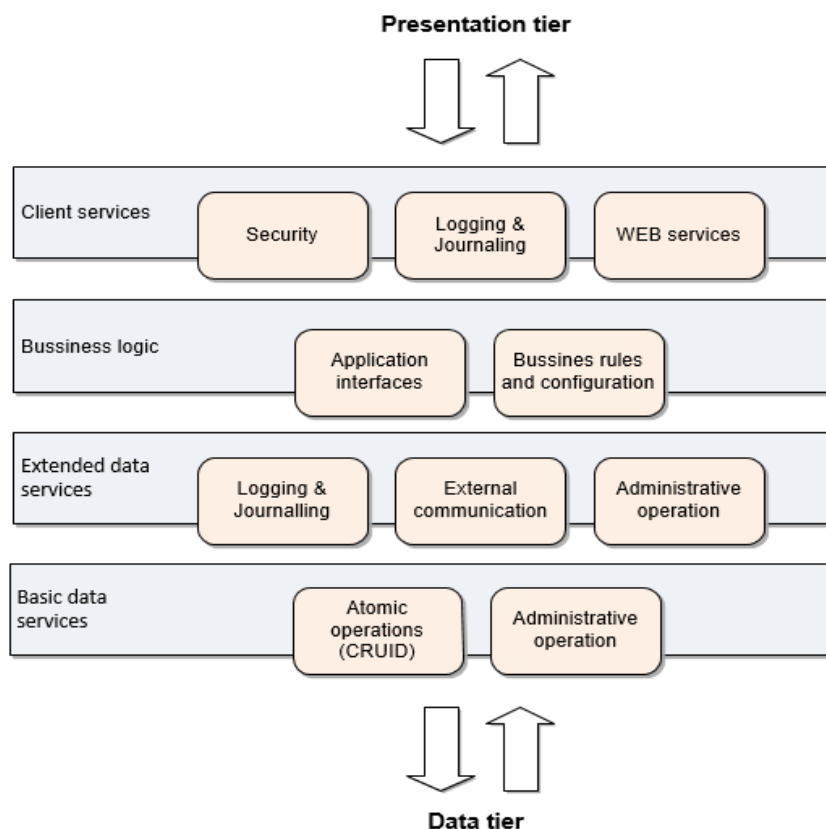 Presentation tier
Client services
Security
Logging &
Journaling
WEB services
Bussiness logic
Application
interfaces
Bussines rules
and configuration
Extended data
services
Logging &
Journalling
External
communication
Administrative
operation
Basic data
services
Atomic
operations
(CRUID)
Administrative
operation
Data tier